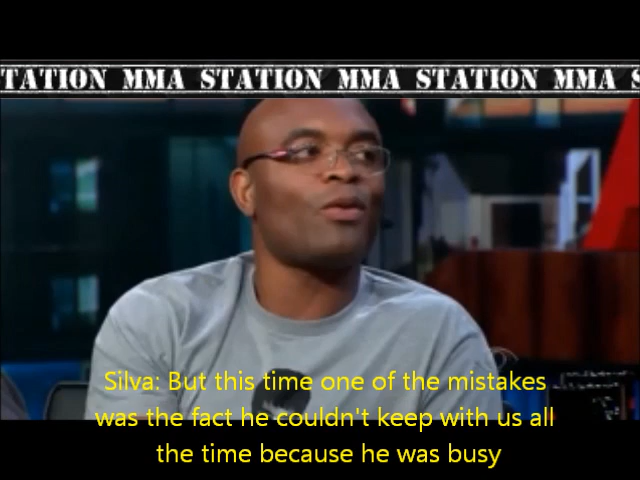 TATION MMA STATION MMA STATION MMA S
Silva: But this time one of the mistakes
was the fact he couldn't keep with us all
the time because he was busy